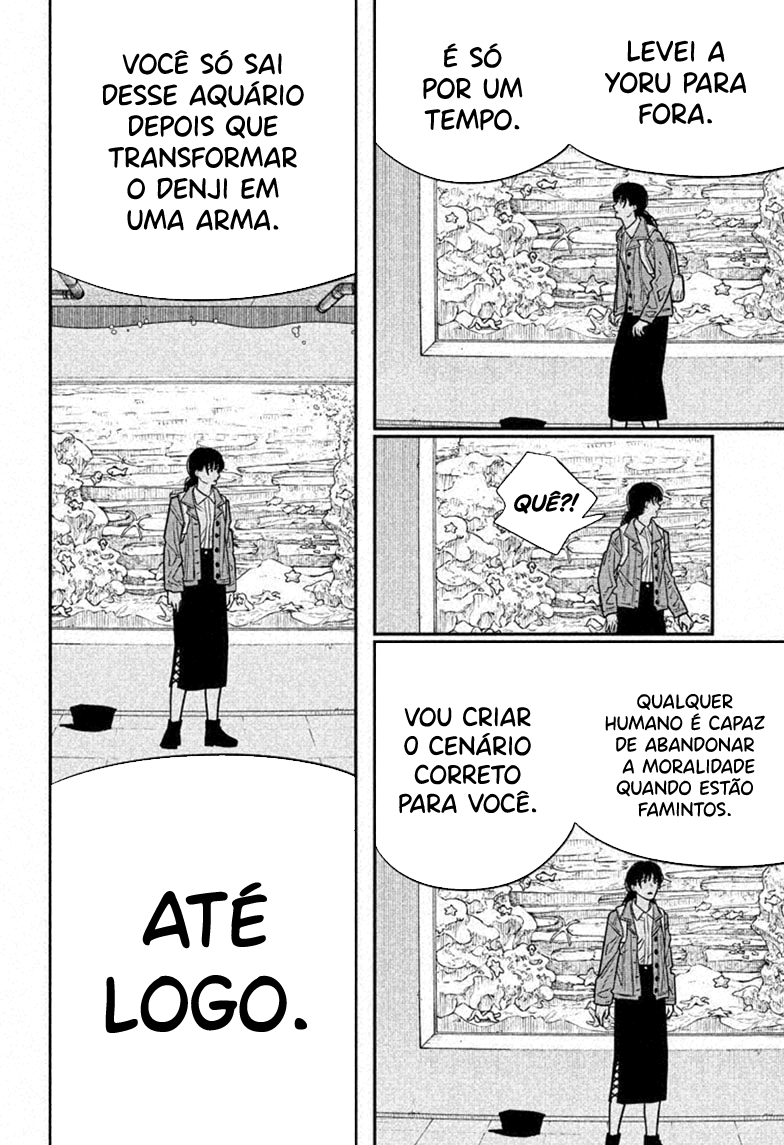 LEVEI A
YORU PARA
FORA.
É SÓ
POR UM
TEMPO.
QUÊ?!
QUALQUER
HUMANO É CAPAZ
DE ABANDONAR
A MORALIDADE
QUANDO ESTÃO
FAMINTOS.
VOU CRIAR
O CENÁRIO
CORRETO
PARA VOCÊ.
VOCÊ SÓ SAI
DESSE AQUÁRIO
DEPOIS QUE
TRANSFORMAR
O DENJI EM
UMA ARMA.
ATÉ
LOGO.